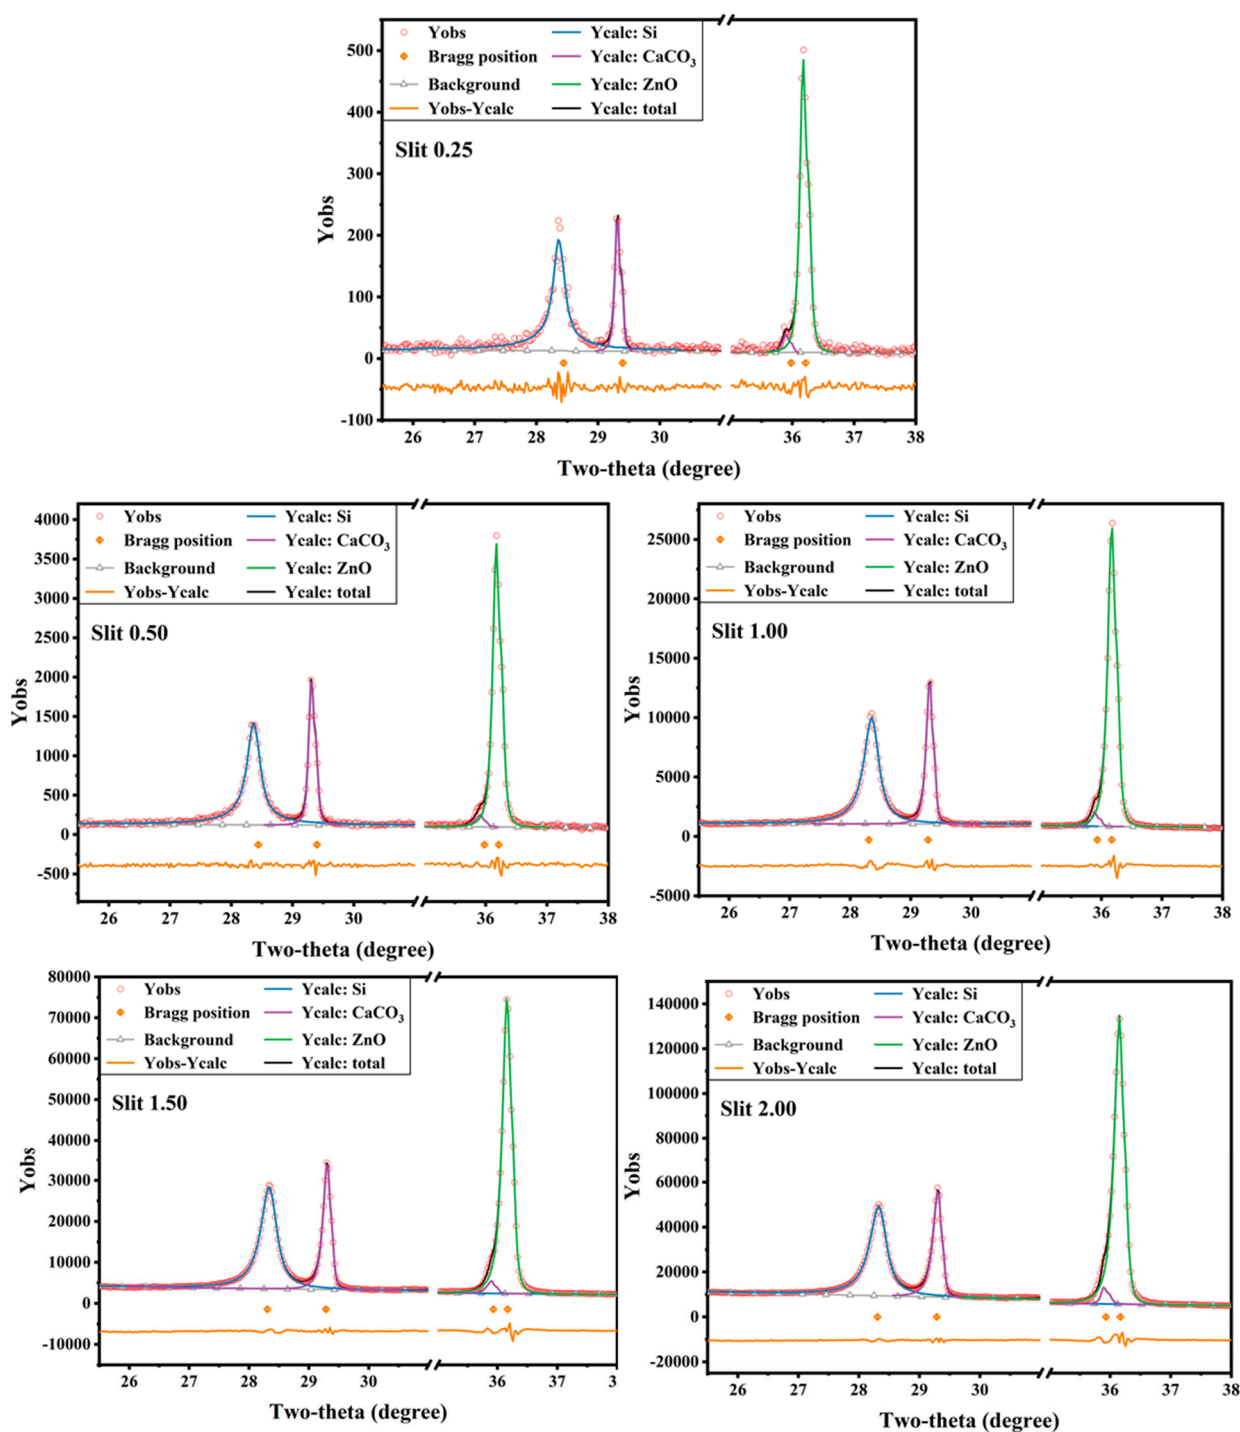 Yobs
Ycalc: Si
Bragg position
Ycalc: CaCO3
Background
Ycalc: ZnO
Yobs-Ycalc
Ycalc: total
Slit 0.25
Yobs
500
400
300
200
100
0
-100
26 27 28 29 30 36 37 38
Two-theta (degree)
Yobs
Ycalc: Si
Bragg position
Ycalc: CaCO3
Background
Ycalc: ZnO
Yobs-Ycalc
Ycalc: total
Slit 0.50
Yobs
4000
3500
3000
2500
2000
1500
1000
500
0
-500
26 27 28 29 30 36 37 38
Two-theta (degree)
Yobs
Ycalc: Si
Bragg position
Ycalc: CaCO3
Background
Ycalc: ZnO
Yobs-Ycalc
Ycalc: total
Slit 1.00
Yobs
25000
20000
15000
10000
5000
0
-5000
26 27 28 29 30 36 37 38
Two-theta (degree)
Yobs
Ycalc: Si
Bragg position
Ycalc: CaCO3
Background
Ycalc: ZnO
Yobs-Ycalc
Ycalc: total
Slit 1.50
Yobs
80000
70000
60000
50000
40000
30000
20000
10000
0
-10000
26 27 28 29 30 36 37 3
Two-theta (degree)
Yobs
Ycalc: Si
Bragg position
Ycalc: CaCO3
Background
Ycalc: ZnO
Yobs-Ycalc
Ycalc: total
Slit 2.00
Yobs
140000
120000
100000
80000
60000
40000
20000
0
-20000
26 27 28 29 30 36 37 38
Two-theta (degree)